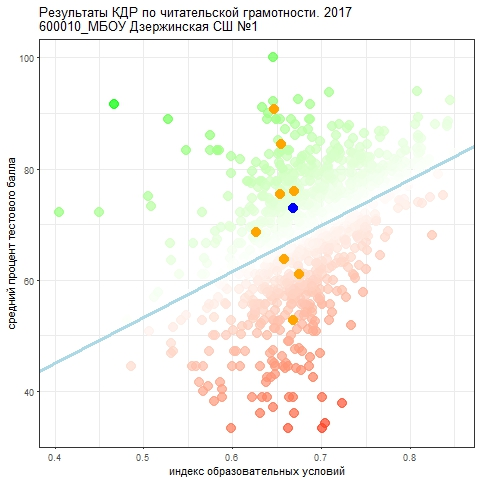 Результаты КДР по читательской грамотности. 2017
600010_МБОУ Дзержинская СШ №1
средний процент тестового балла
100
80
60
40
0.4 0.5 0.6 0.7 0.8
индекс образовательных условий